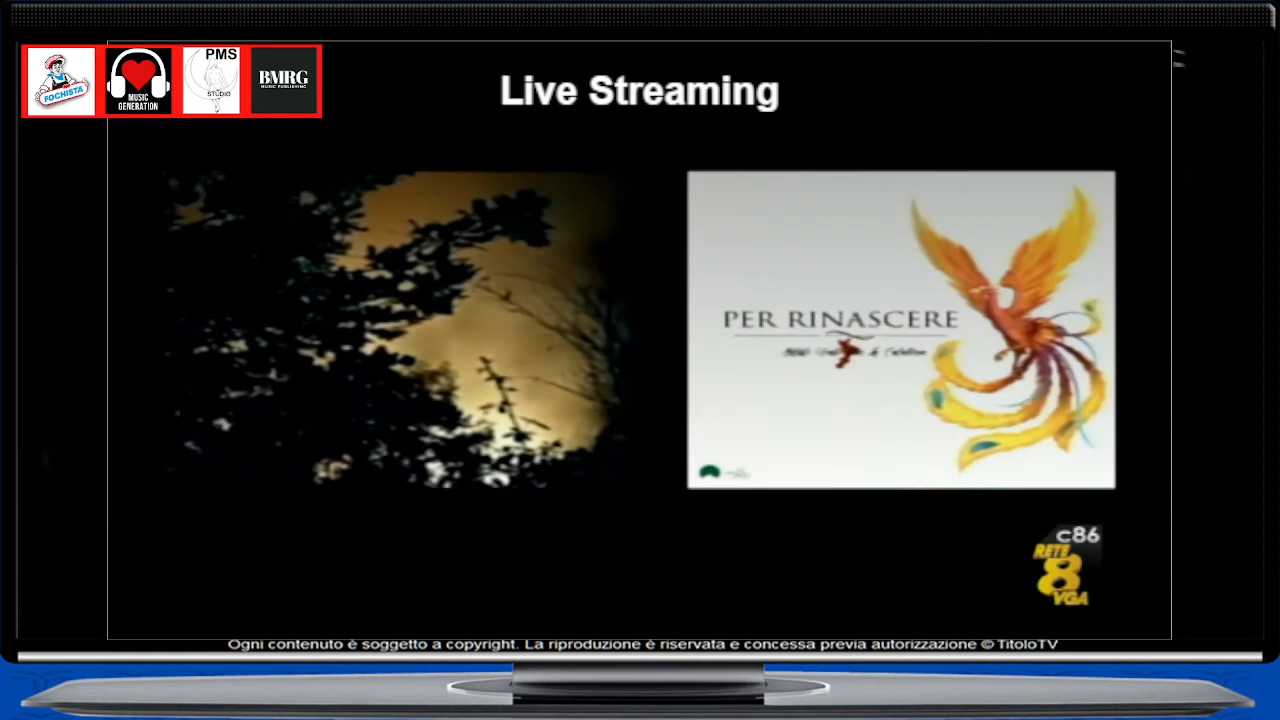 FOCHISTA
MUSIC
GENERATION
PMS
STUDIO
BMRG
MUSIC PUBLISHING
Live Streaming
PER RINASCERE
c86
RETE
8
VGA
Ogni contenuto è soggetto a copyright. La riproduzione è riservata e concessa previa autorizzazione © TitoloTV